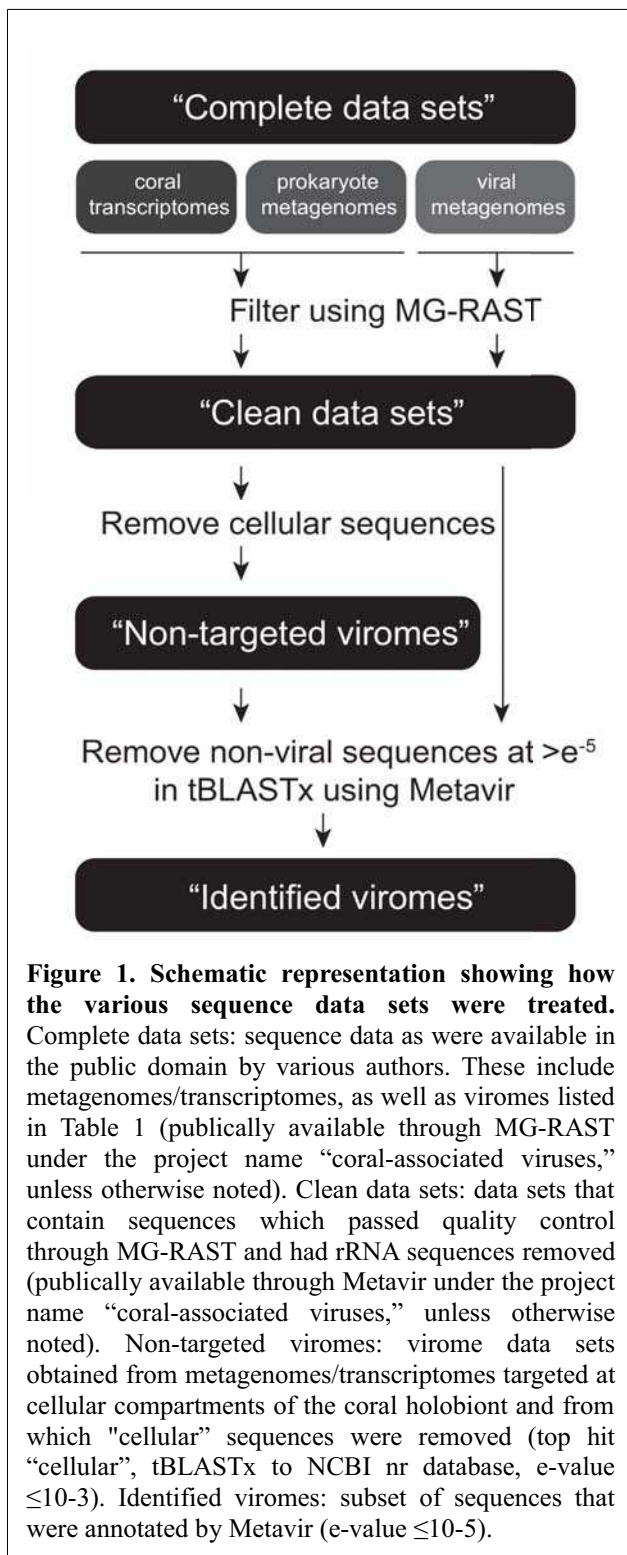 “Complete data sets”
coral
transcriptomes
prokaryote
metagenomes
viral
metagenomes
Filter using MG-RAST
“Clean data sets”
Remove cellular sequences
“Non-targeted viromes”
Remove non-viral sequences at >e-5
in tBLASTx using Metavir
“Identified viromes”
Figure 1. Schematic representation showing how
the various sequence data sets were treated.
Complete data sets: sequence data as were available in
the public domain by various authors. These include
metagenomes/transcriptomes, as well as viromes listed
in Table 1 (publically available through MG-RAST
under the project name “coral-associated viruses,”
unless otherwise noted). Clean data sets: data sets that
contain sequences which passed quality control
through MG-RAST and had rRNA sequences removed
(publically available through Metavir under the project
name “coral-associated viruses,” unless otherwise
noted). Non-targeted viromes: virome data sets
obtained from metagenomes/transcriptomes targeted at
cellular compartments of the coral holobiont and from
which "cellular” sequences were removed (top hit
“cellular”, tBLASTx to NCBI nr database, e-value
≤10-3). Identified viromes: subset of sequences that
were annotated by Metavir (e-value ≤10-5).